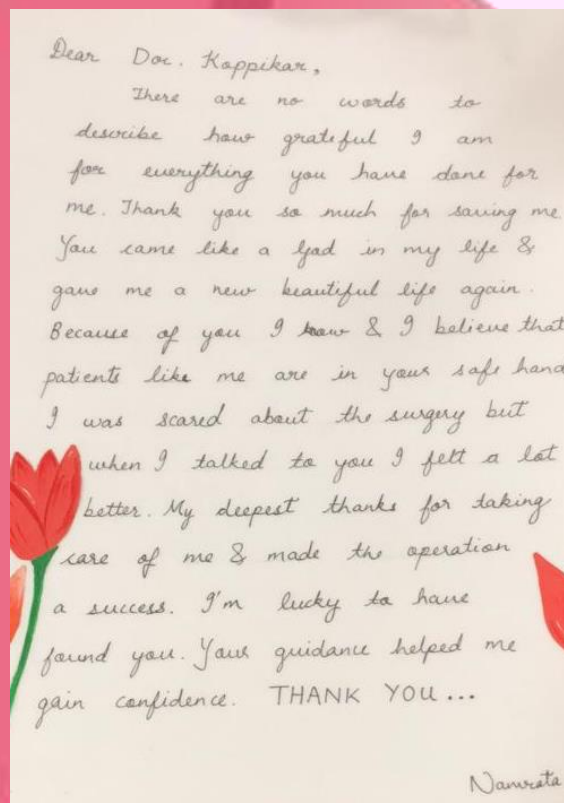 Dear Doc. Koppikar,
There are no words to
describe how grateful I am
for everything you have done for
me. Thank you so much for saving me
You came like a God in my life &
gave me a new beautiful life again.
Because of you I know & I believe that
patients like me are in your safe hand
I was scared about the surgery but
when I talked to you I felt a lot
better. My deepest thanks for taking
care of me & made the operation
a success. I'm lucky to have
found you. Your guidance helped me
gain confidence. THANK YOU...
Namrata